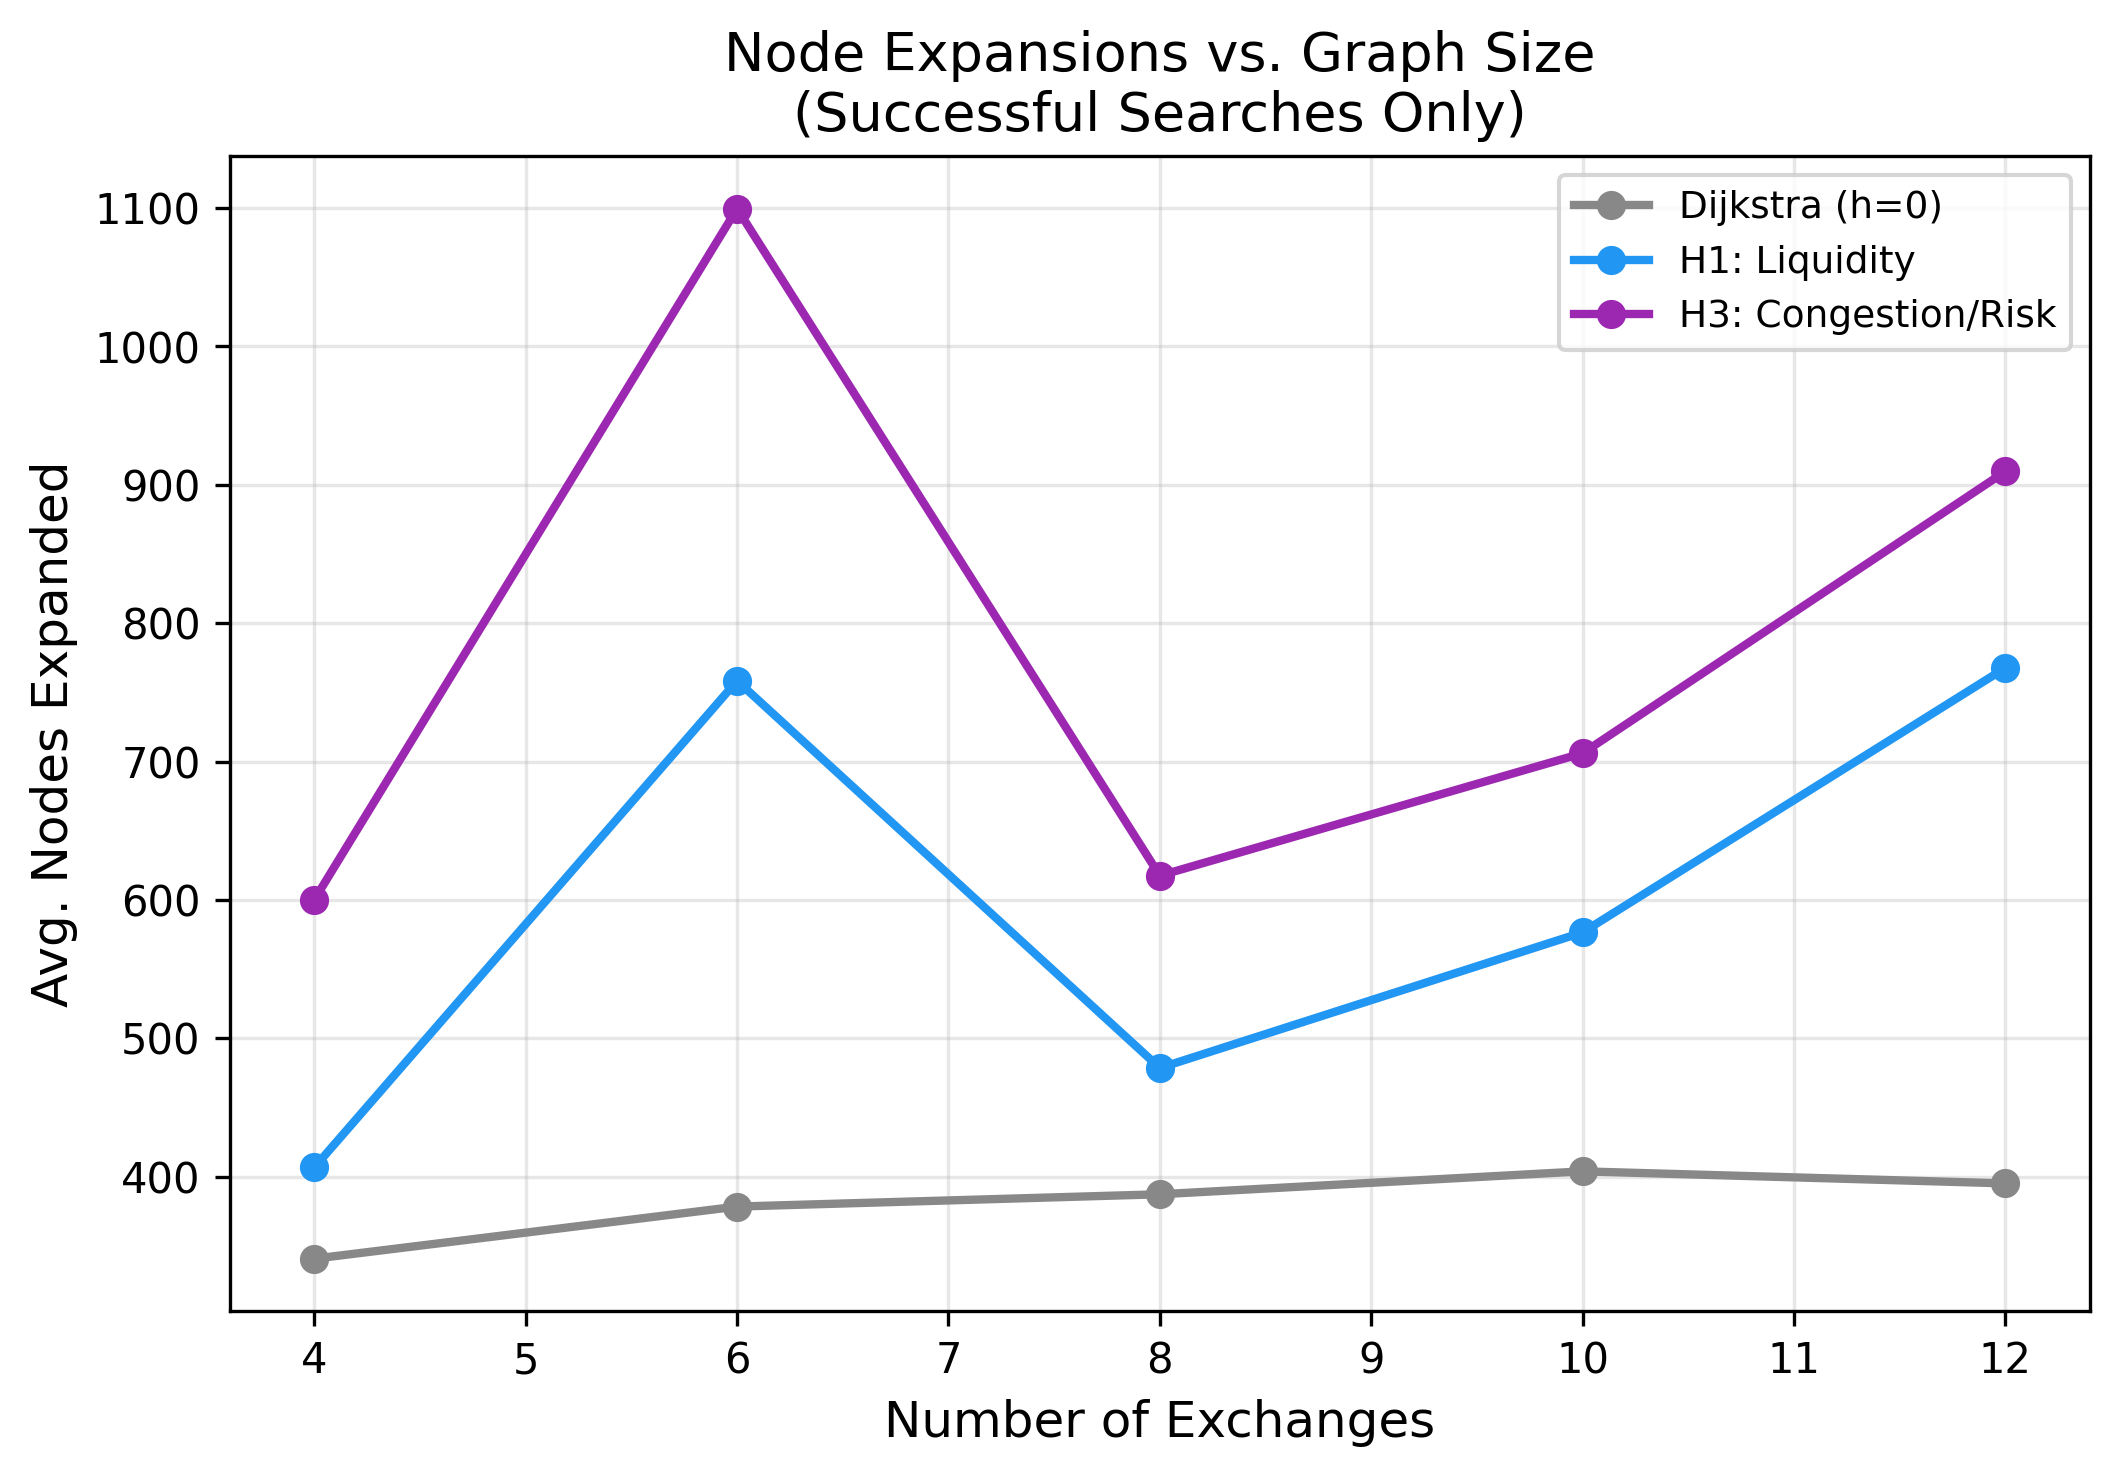 Node Expansions vs. Graph Size
(Successful Searches Only)
Dijkstra (h=0)
H1: Liquidity
H3: Congestion/Risk
Avg. Nodes Expanded
1100
1000
900
800
700
600
500
400
4 5 6 7 8 9 10 11 12
Number of Exchanges